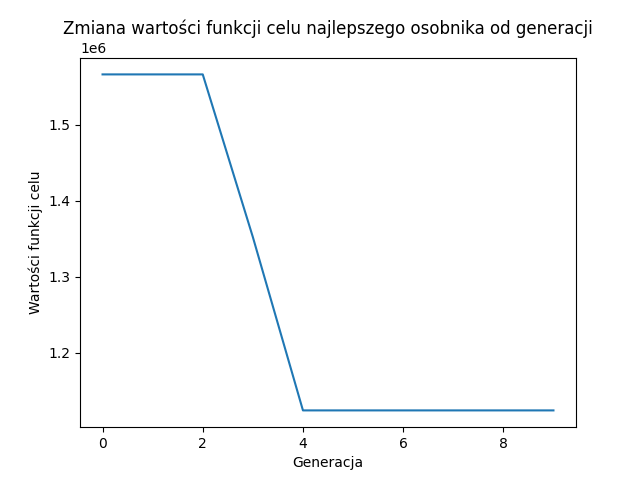 Zmiana wartości funkcji celu najlepszego osobnika od generacji
1e6
1.5
1.4
1.3
1.2
Wartości funkcji celu
0 2 4 6 8
Generacja